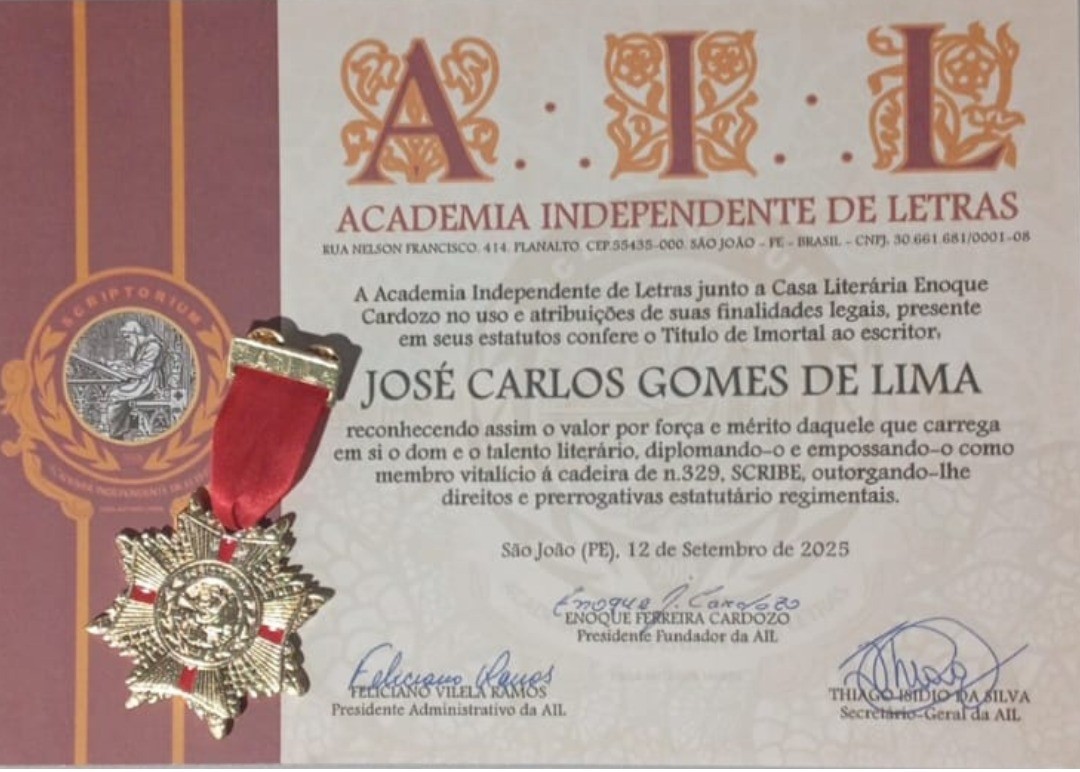 A. I. L
ACADEMIA INDEPENDENTE DE LETRAS
RUA NELSON FRANCISCO, 414, PLANALTO, CEP.55435-000, SÃO JOÃO - PE - BRASIL - CNPJ. 30.661.681/0001-08
A Academia Independente de Letras junto a Casa Literária Enoque
Cardozo no uso e atribuições de suas finalidades legais, presente
em seus estatutos confere o Título de Imortal ao escritor,
JOSÉ CARLOS GOMES DE LIMA
reconhecendo assim o valor por força e mérito daquele que carrega
em si o dom e o talento literário, diplomando-o e empossando-o como
membro vitalício á cadeira de n.329, SCRIBE, outorgando-lhe
direitos e prerrogativas estatutário regimentais.
São João (PE), 12 de Setembro de 2025
Enoque F. Cardozo
ENOQUE FERREIRA CARDOZO
Presidente Fundador da AIL
Feliciano Ramos
FELICIANO VILELA RAMOS
Presidente Administrativo da AIL
THIAGO ISIDIO DA SILVA
Secretário-Geral da AIL
SCRIPTORIUM
ACADEMIA INDEPENDENTE DE LETRAS